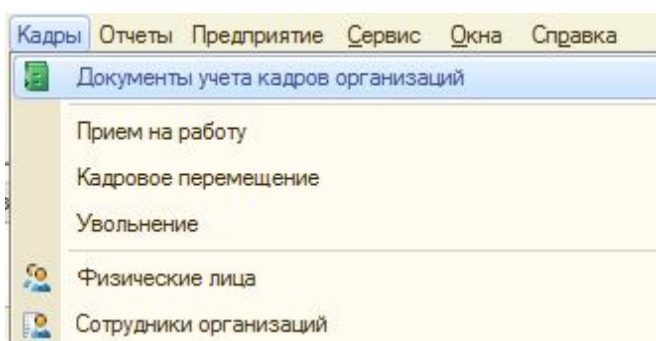 Кадры Отчеты Предприятие Сервис Окна Справка
Документы учета кадров организаций
Прием на работу
Кадровое перемещение
Увольнение
Физические лица
Сотрудники организаций